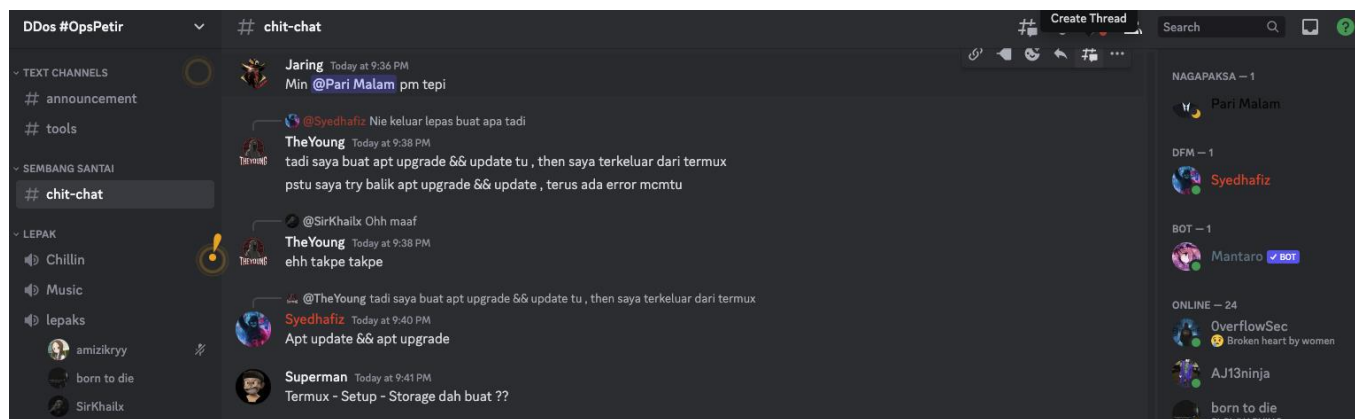 DDos #OpsPetir
TEXT CHANNELS
# announcement
# tools
SEMBANG SANTAI
# chit-chat
LEPAK
Chillin
Music
lepaks
amizikryy
born to die
SirKhailx
# chit-chat
Create Thread
Search
Jaring Today at 9:36 PM
Min @Pari Malam pm tepi
@Syedhafiz Nie keluar lepas buat apa tadi
TheYoung Today at 9:38 PM
tadi saya buat apt upgrade && update tu , then saya terkeluar dari termux
pstu saya try balik apt upgrade && update , terus ada error mcmtu
@SirKhailx Ohh maaf
TheYoung Today at 9:38 PM
ehh takpe takpe
@TheYoung tadi saya buat apt upgrade && update tu , then saya terkeluar dari termux
Syedhafiz Today at 9:40 PM
Apt update && apt upgrade
Superman Today at 9:41 PM
Termux - Setup - Storage dah buat ??
NAGAPAKSA — 1
Pari Malam
DFM — 1
Syedhafiz
BOT — 1
Mantaro ✓ BOT
ONLINE — 24
0verflowSec
Broken heart by women
AJ13ninja
born to die